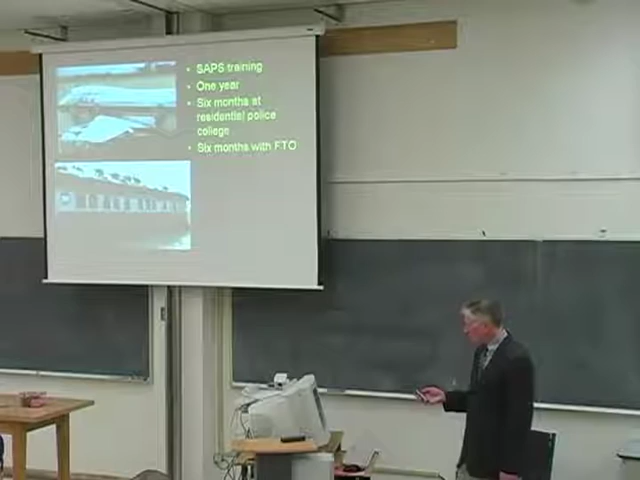 • SAPS training
• One year
• Six months at
residential police
college
• Six months with FTO